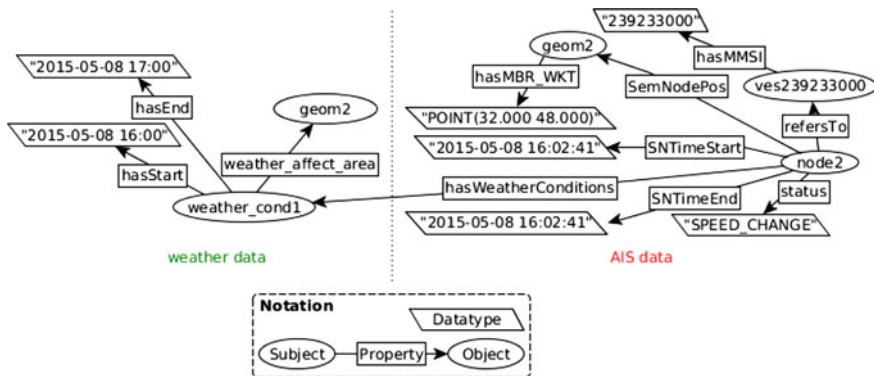 "239233000"
geom2
"2015-05-08 17:00"
hasMMSI
hasMBR_WKT
SemNodePos
ves239233000
hasEnd
geom2
"POINT(32.000 48.000)"
refersTo
"2015-05-08 16:00"
"2015-05-08 16:02:41"
SNTimeStart
weather_affect_area
node2
hasStart
hasWeatherConditions
status
SNTimeEnd
weather_cond1
"2015-05-08 16:02:41"
"SPEED_CHANGE"
weather data
AIS data
Notation
Datatype
Subject
Property
Object